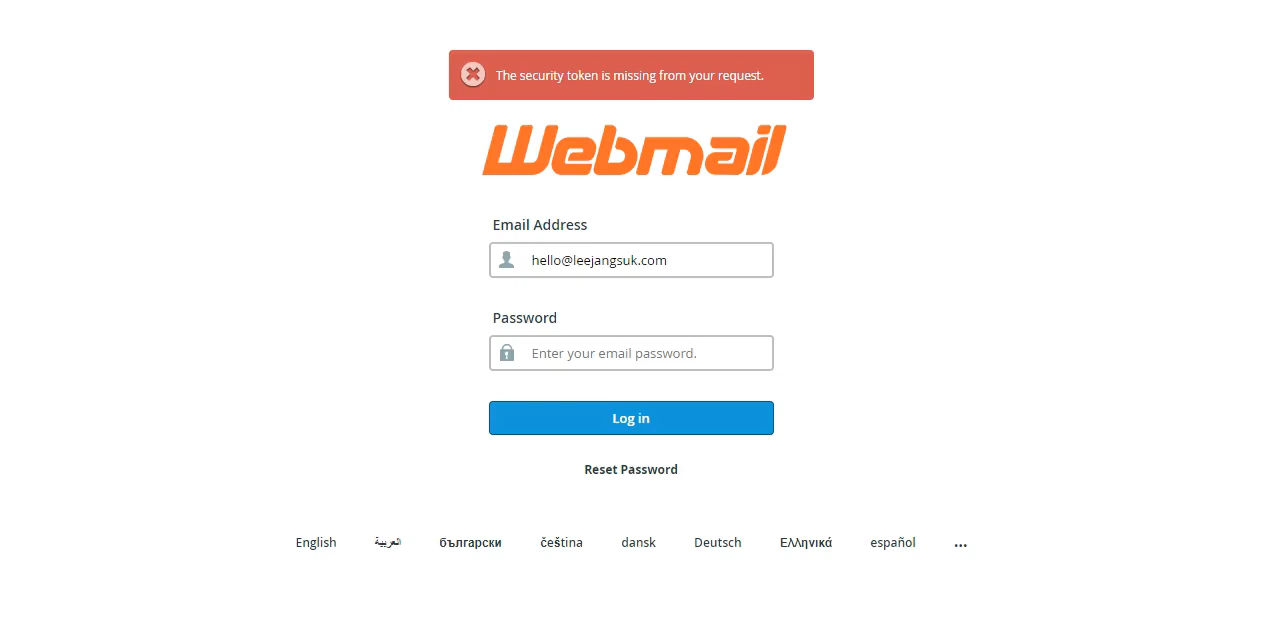 The security token is missing from your request.
Webmail
Email Address
hello@leejangsuk.com
Password
Enter your email password.
Log in
Reset Password
English العربية български čeština dansk Deutsch Ελληνικά español ...